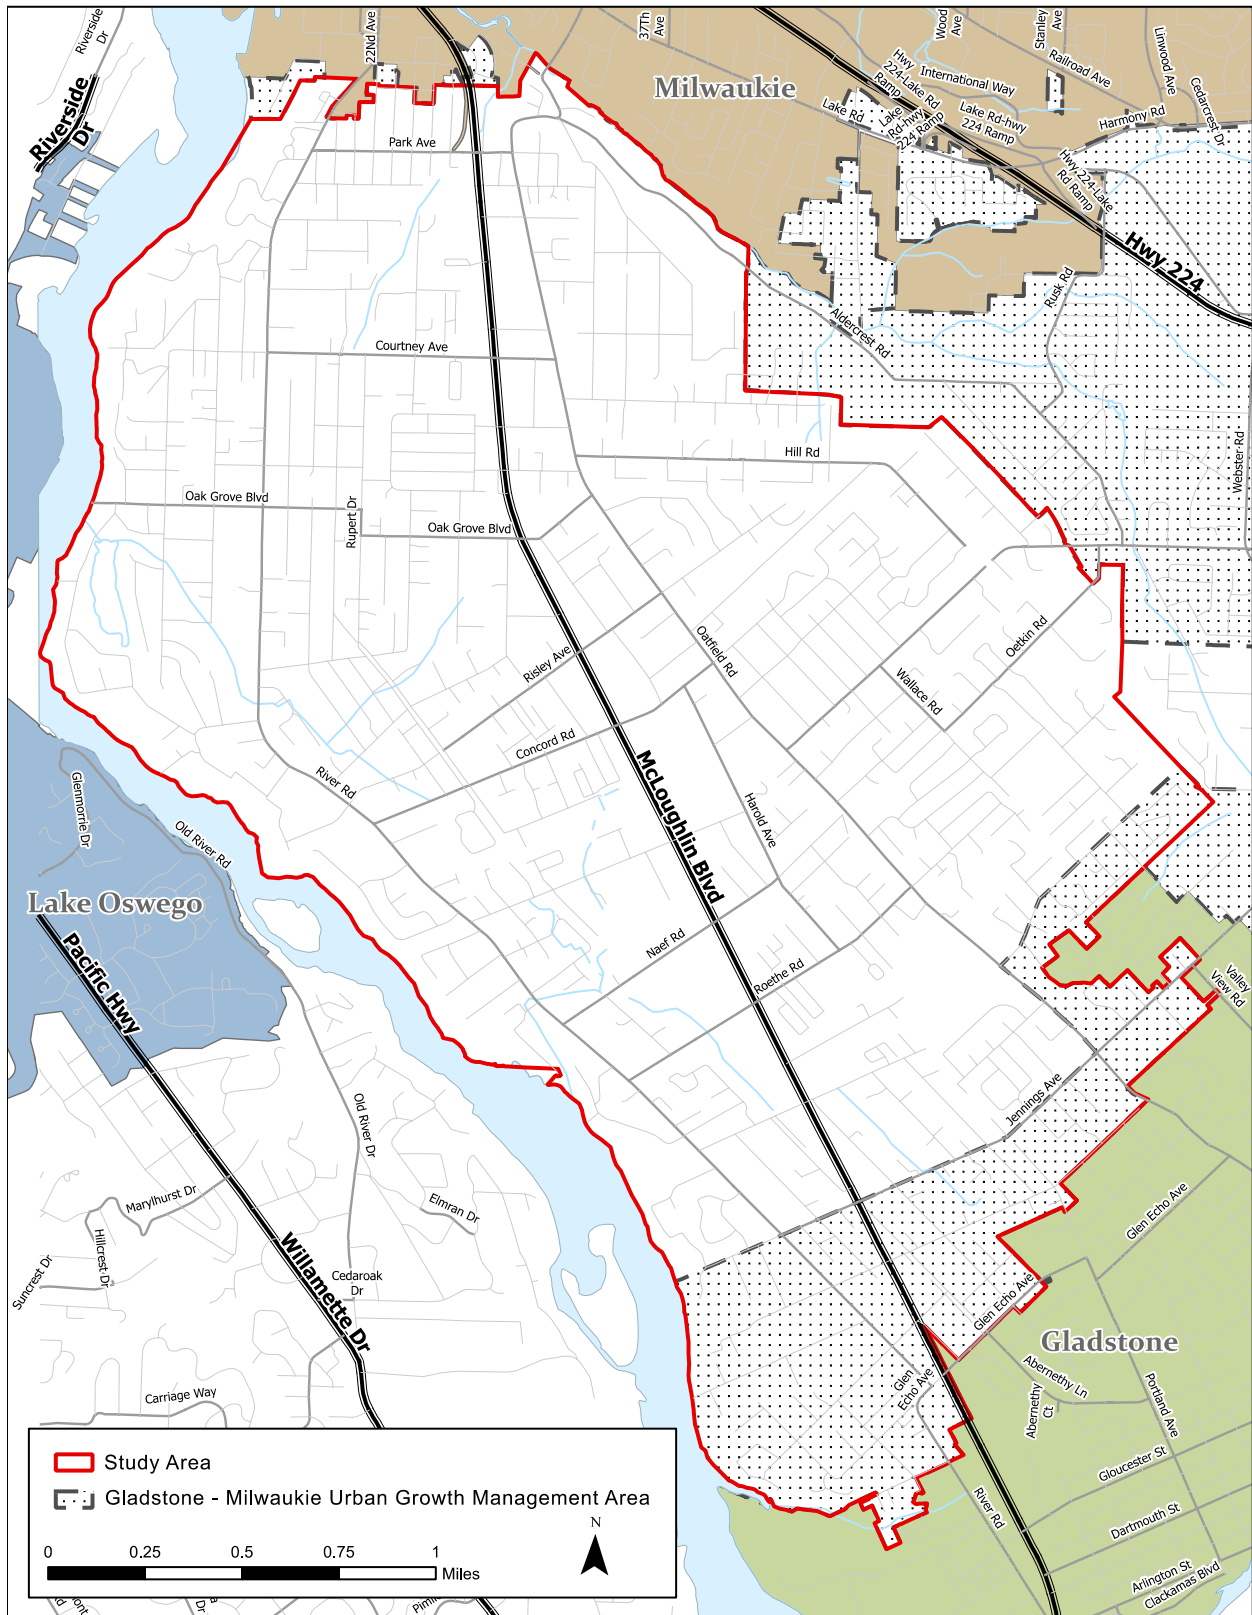 Riverside
Dr
Riverside
Dr
22Nd Ave
37Th
Ave
Wood
Ave
Stanley
Ave
Linwood Ave
Railroad Ave
Cedarcrest Dr
Milwaukie
Hwy
224-Lake Rd
Ramp
International Way
Lake Rd
Lake
Rd-hwy
224 Ramp
Lake Rd-hwy
224 Ramp
Harmony Rd
Hwy 224-Lake
Rd Ramp
Hwy 224
Park Ave
Rusk Rd
Aldercrest Rd
Courtney Ave
Webster Rd
Hill Rd
Oak Grove Blvd
Rupert Dr
Oak Grove Blvd
Oatfield Rd
Oetkin Rd
Risley Ave
Wallace Rd
Concord Rd
River Rd
McLoughlin Blvd
Harold Ave
Glenmorrie Dr
Old River Rd
Lake Oswego
Naef Rd
Pacific Hwy
Roethe Rd
Valley
View Rd
Jennings Ave
Old River Dr
Marylhurst Dr
Elmran Dr
Hillcrest Dr
Suncrest Dr
Glen Echo Ave
Cedaroak
Dr
Willamette Dr
Glen Echo Ave
Gladstone
Glen
Echo Ave
Abernethy Ln
Abernethy
Ct
Portland Ave
Carriage Way
Gloucester St
River Rd
Dartmouth St
Arlington St
Clackamas Blvd
Study Area
Gladstone - Milwaukie Urban Growth Management Area
N
0 0.25 0.5 0.75 1
Miles
Dr